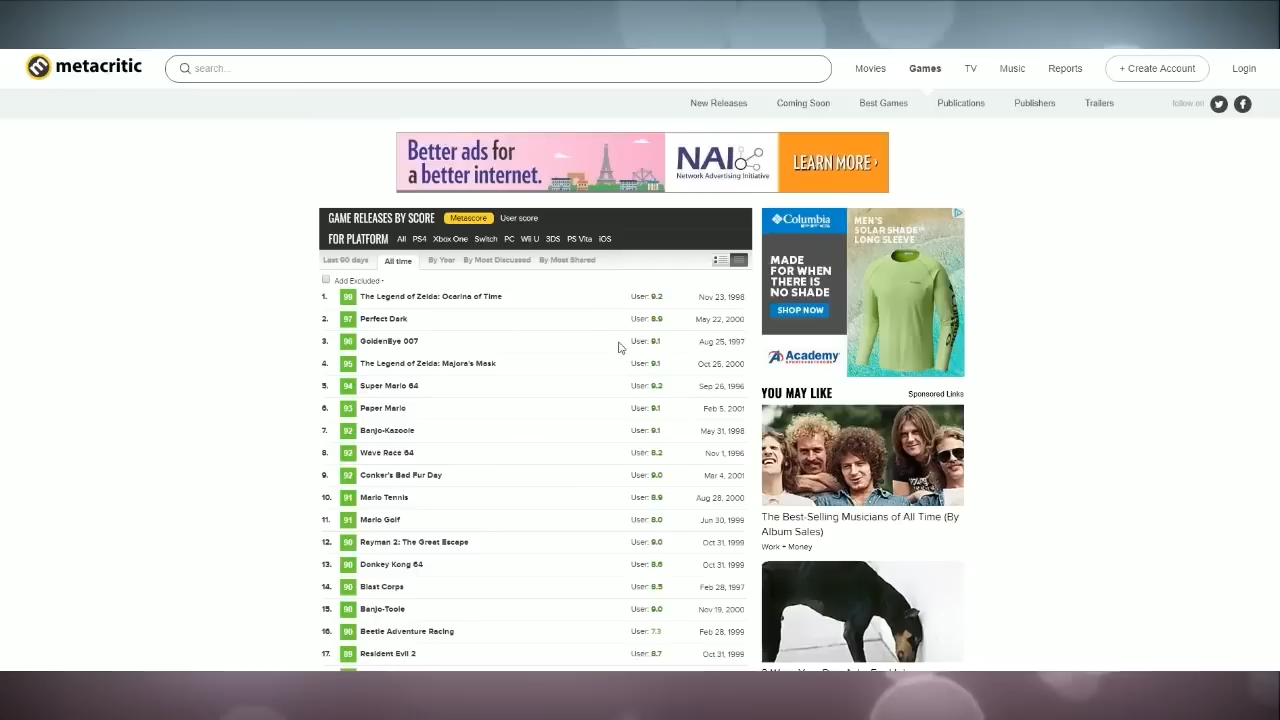 metacritic
search...
Movies Games TV Music Reports + Create Account Login
New Releases Coming Soon Best Games Publications Publishers Trailers follow on
Better ads for
a better internet.
NAI
Network Advertising Initiative
LEARN MORE ›
GAME RELEASES BY SCORE Metascore User score
FOR PLATFORM All PS4 Xbox One Switch PC Wii U 3DS PS Vita iOS
Last 90 days All time By Year By Most Discussed By Most Shared
Add Excluded
1. 99 The Legend of Zelda: Ocarina of Time User: 9.2 Nov 23, 1998
2. 97 Perfect Dark User: 8.9 May 22, 2000
3. 96 GoldenEye 007 User: 9.1 Aug 25, 1997
4. 95 The Legend of Zelda: Majora's Mask User: 9.1 Oct 25, 2000
5. 94 Super Mario 64 User: 9.2 Sep 26, 1996
6. 93 Paper Mario User: 9.1 Feb 5, 2001
7. 92 Banjo-Kazooie User: 9.1 May 31, 1998
8. 92 Wave Race 64 User: 8.2 Nov 1, 1996
9. 92 Conker's Bad Fur Day User: 9.0 Mar 4, 2001
10. 91 Mario Tennis User: 8.9 Aug 28, 2000
11. 91 Mario Golf User: 8.0 Jun 30, 1999
12. 90 Rayman 2: The Great Escape User: 9.0 Oct 31, 1999
13. 90 Donkey Kong 64 User: 8.6 Oct 31, 1999
14. 90 Blast Corps User: 8.5 Feb 28, 1997
15. 90 Banjo-Tooie User: 9.0 Nov 19, 2000
16. 90 Beetle Adventure Racing User: 7.3 Feb 28, 1999
17. 89 Resident Evil 2 User: 8.7 Oct 31, 1999
Columbia
PFG
MADE
FOR WHEN
THERE IS
NO SHADE
SHOP NOW
Academy
MEN'S
SOLAR SHADE
LONG SLEEVE
YOU MAY LIKE Sponsored Links
The Best-Selling Musicians of All Time (By
Album Sales)
Work + Money